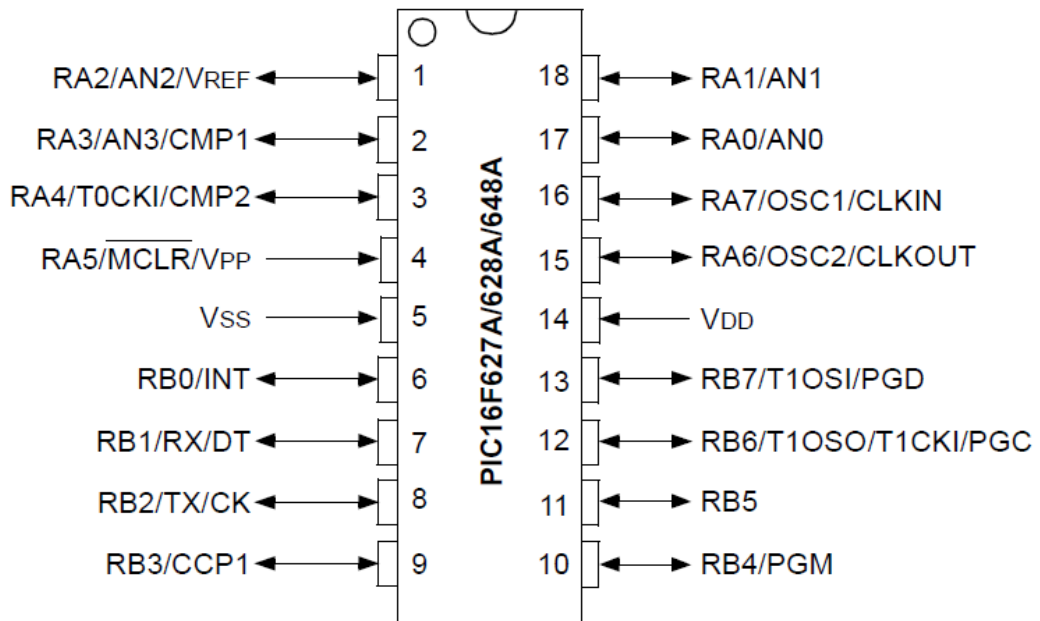 RA2/AN2/VREF 1 18 RA1/AN1
RA3/AN3/CMP1 2 17 RA0/AN0
RA4/T0CKI/CMP2 3 16 RA7/OSC1/CLKIN
RA5/MCLR/VPP 4 15 RA6/OSC2/CLKOUT
VSS 5 14 VDD
RB0/INT 6 13 RB7/T1OSI/PGD
RB1/RX/DT 7 12 RB6/T1OSO/T1CKI/PGC
RB2/TX/CK 8 11 RB5
RB3/CCP1 9 10 RB4/PGM
PIC16F627A/628A/648A